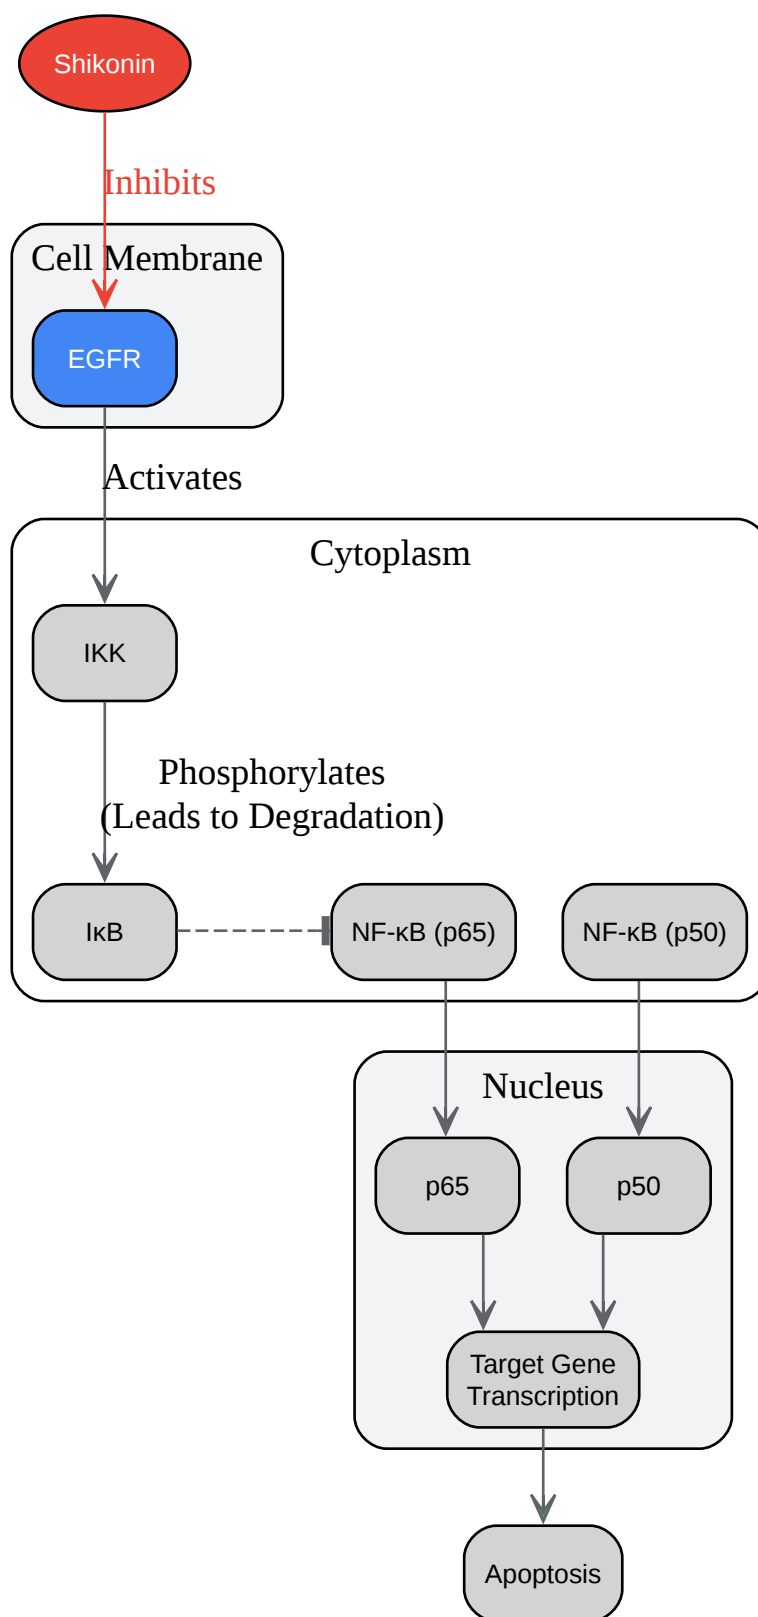 Shikonin
Inhibits
Cell Membrane
EGFR
Activates
Cytoplasm
IKK
Phosphorylates
(Leads to Degradation)
IκB
NF-κB (p65)
NF-κB (p50)
Nucleus
p65
p50
Target Gene
Transcription
Apoptosis